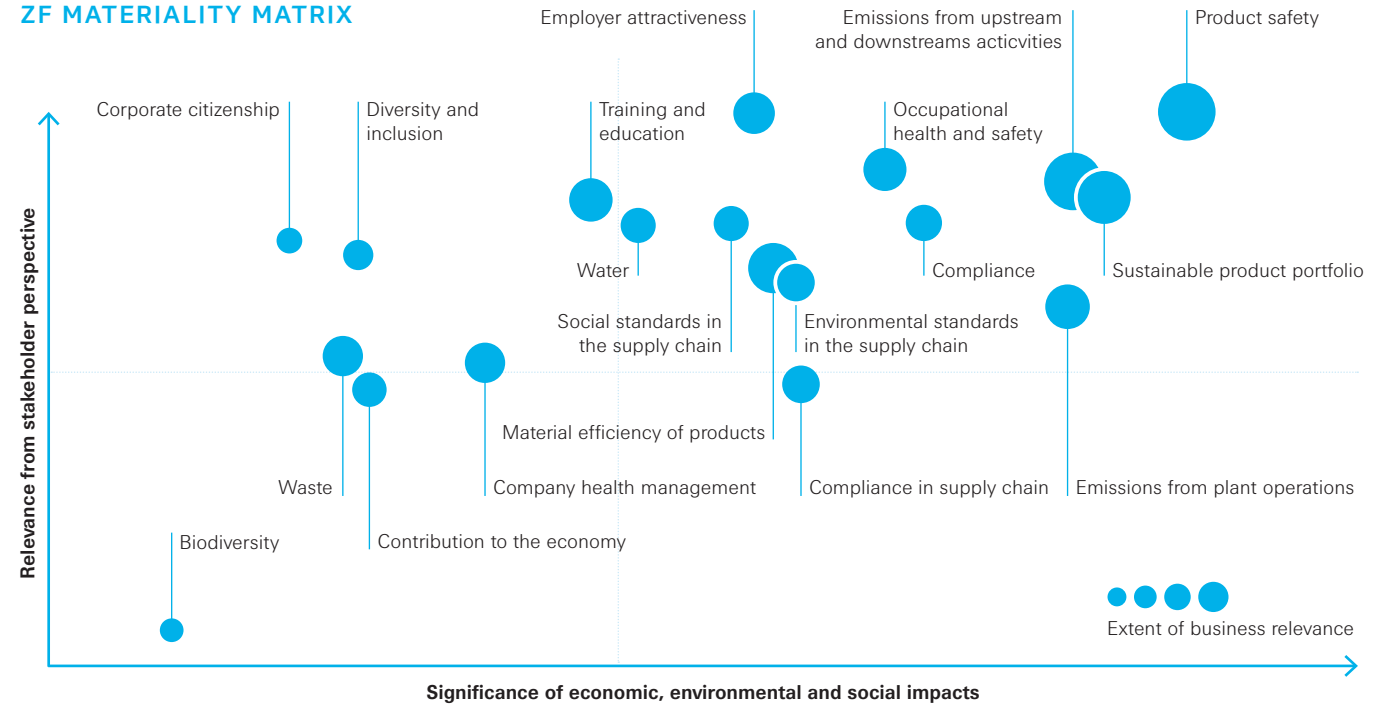 ZF MATERIALITY MATRIX
Employer attractiveness
Emissions from upstream
and downstreams acticvities
Product safety
Corporate citizenship
Diversity and
inclusion
Training and
education
Occupational
health and safety
Water
Compliance
Sustainable product portfolio
Social standards in
the supply chain
Environmental standards
in the supply chain
Material efficiency of products
Waste
Company health management
Compliance in supply chain
Emissions from plant operations
Biodiversity
Contribution to the economy
Relevance from stakeholder perspective
Extent of business relevance
Significance of economic, environmental and social impacts